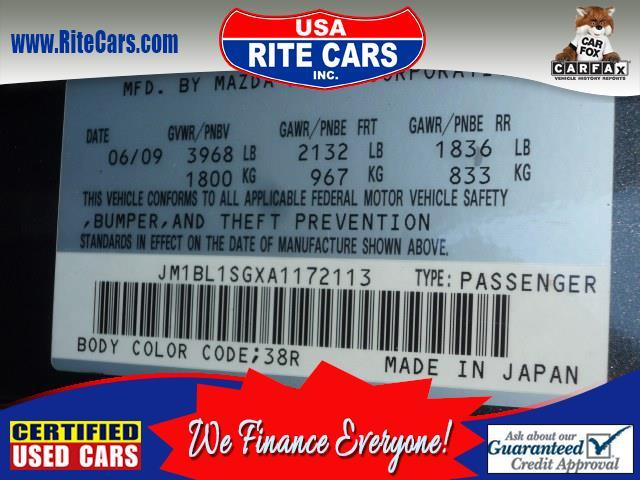 www.RiteCars.com
USA
RITE CARS
INC.
CAR
FOX
CARFAX
VEHICLE HISTORY REPORTS
MFD. BY MAZDA
DATE GVWR/PNBV GAWR/PNBE FRT GAWR/PNBE RR
06/09 3968 LB 2132 LB 1836 LB
1800 KG 967 KG 833 KG
THIS VEHICLE CONFORMS TO ALL APPLICABLE FEDERAL MOTOR VEHICLE SAFETY
,BUMPER,AND THEFT PREVENTION
STANDARDS IN EFFECT ON THE DATE OF MANUFACTURE SHOWN ABOVE.
JM1BL1SGXA1172113 TYPE: PASSENGER
BODY COLOR CODE;38R MADE IN JAPAN
CERTIFIED
USED CARS
We Finance Everyone!
Ask about our
Guaranteed
Credit Approval